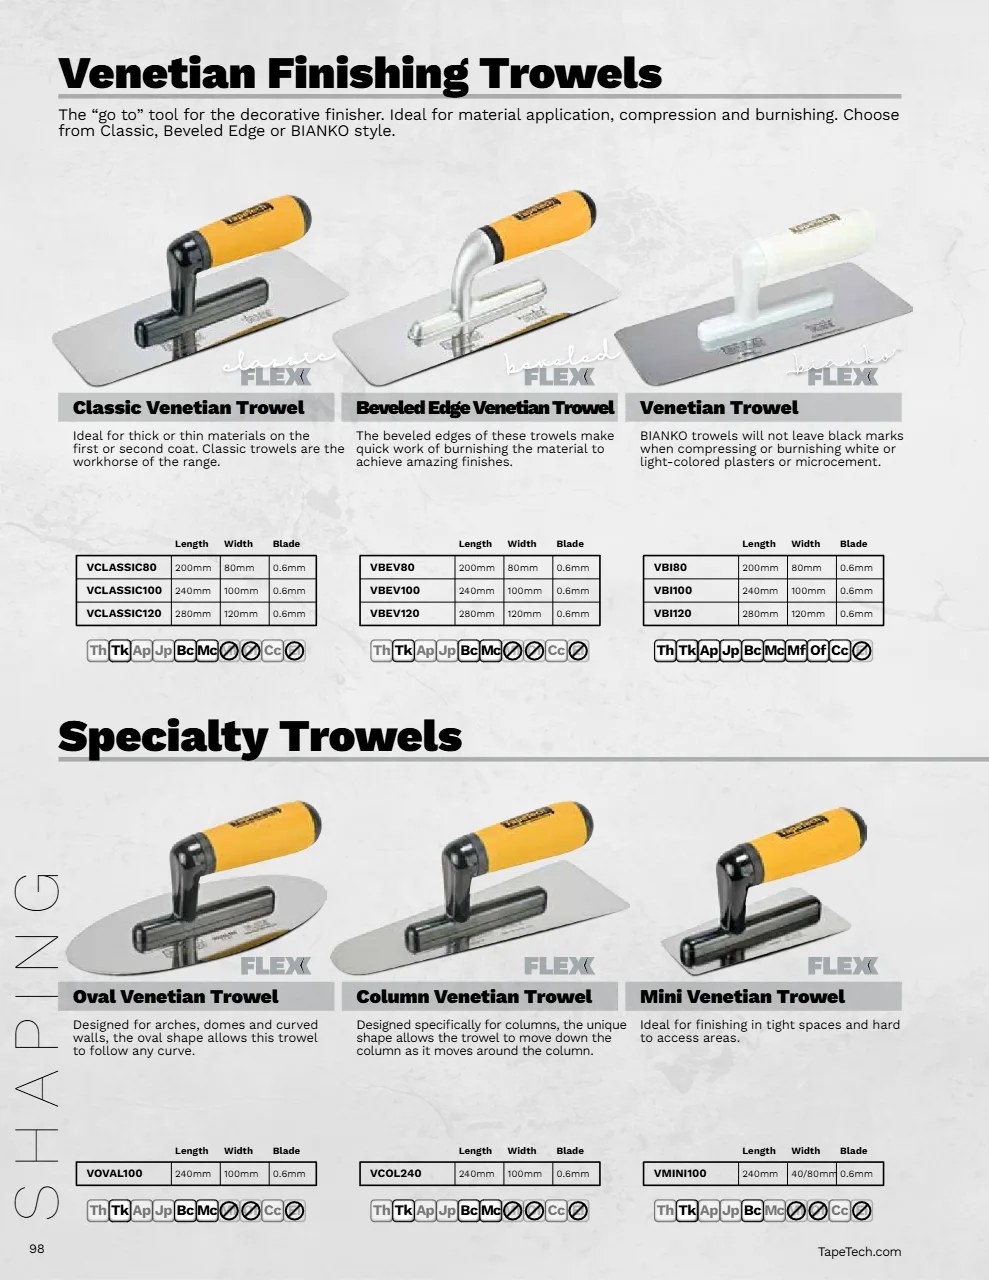 Venetian Finishing Trowels
The “go to” tool for the decorative finisher. Ideal for material application, compression and burnishing. Choose
from Classic, Beveled Edge or BIANKO style.
TapeTech
TapeTech
TapeTech
classic
FLEX
beveled
FLEX
bianko
FLEX
Classic Venetian Trowel
Ideal for thick or thin materials on the
first or second coat. Classic trowels are the
workhorse of the range.
Beveled Edge Venetian Trowel
The beveled edges of these trowels make
quick work of burnishing the material to
achieve amazing finishes.
Venetian Trowel
BIANKO trowels will not leave black marks
when compressing or burnishing white or
light-colored plasters or microcement.
Length Width Blade
VCLASSIC80 200mm 80mm 0.6mm
VCLASSIC100 240mm 100mm 0.6mm
VCLASSIC120 280mm 120mm 0.6mm
Th Tk Ap Jp Bc Mc Cc
Length Width Blade
VBEV80 200mm 80mm 0.6mm
VBEV100 240mm 100mm 0.6mm
VBEV120 280mm 120mm 0.6mm
Th Tk Ap Jp Bc Mc Cc
Length Width Blade
VBI80 200mm 80mm 0.6mm
VBI100 240mm 100mm 0.6mm
VBI120 280mm 120mm 0.6mm
Th Tk Ap Jp Bc Mc Mf Of Cc
Specialty Trowels
TapeTech
TapeTech
TapeTech
FLEX
FLEX
FLEX
Oval Venetian Trowel
Designed for arches, domes and curved
walls, the oval shape allows this trowel
to follow any curve.
Column Venetian Trowel
Designed specifically for columns, the unique
shape allows the trowel to move down the
column as it moves around the column.
Mini Venetian Trowel
Ideal for finishing in tight spaces and hard
to access areas.
Length Width Blade
VOVAL100 240mm 100mm 0.6mm
Th Tk Ap Jp Bc Mc Cc
Length Width Blade
VCOL240 240mm 100mm 0.6mm
Th Tk Ap Jp Bc Mc Cc
Length Width Blade
VMINI100 240mm 40/80mm 0.6mm
Th Tk Ap Jp Bc Mc Cc
SHAPING
98
TapeTech.com